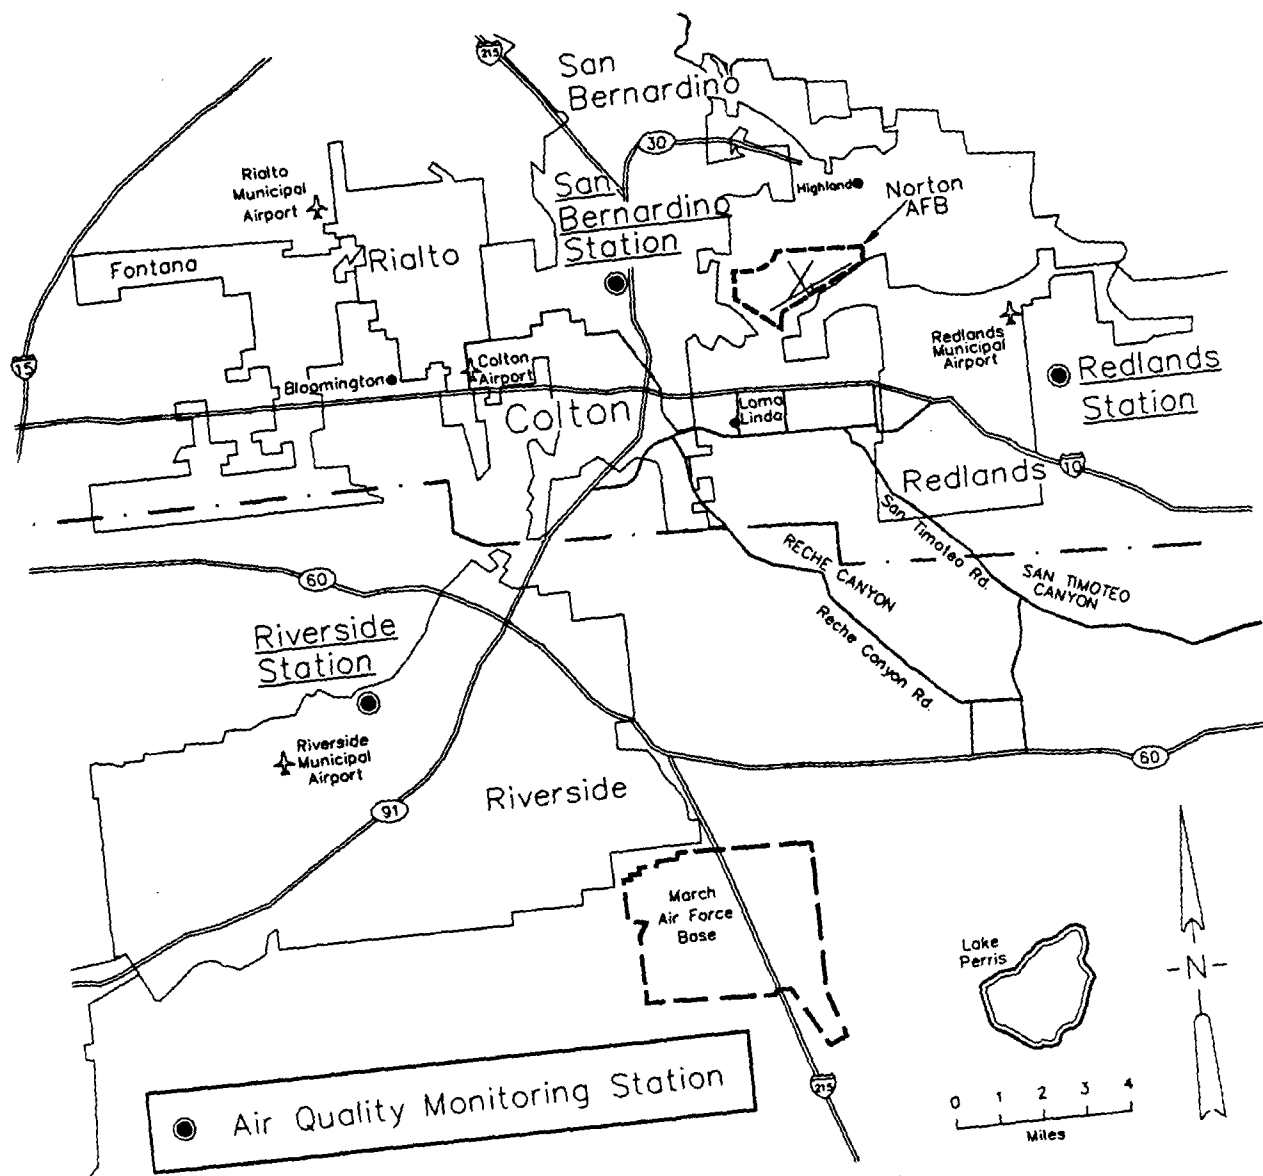 215
San
Bernardino
30
Rialto
Municipal
Airport
San
Bernardino
Station
Highland
Norton
AFB
Fontana
Rialto
15
Colton
Airport
Bloomington
Redlands
Municipal
Airport
Redlands
Station
Colton
Loma
Linda
Redlands
10
San Timoteo Rd.
RECHE CANYON
SAN TIMOTEO
CANYON
60
Reche Canyon Rd.
Riverside
Station
Riverside
Municipal
Airport
60
91
Riverside
March
Air Force
Base
Lake
Perris
-N-
215
Air Quality Monitoring Station
0 1 2 3 4
Miles